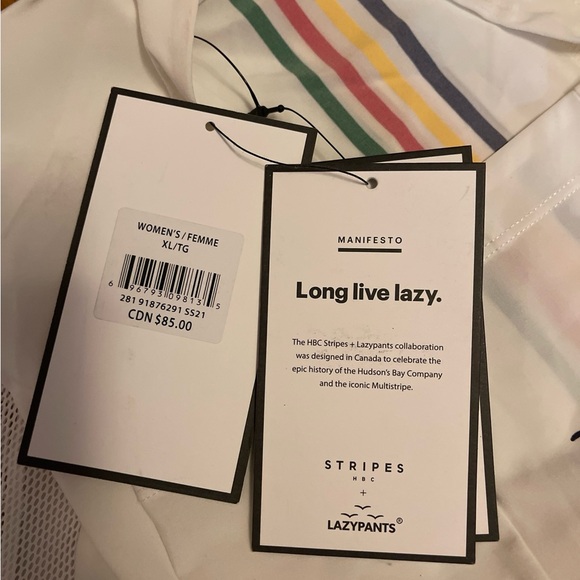 WOMEN'S / FEMME
XL/TG
6 96793 09813 5
281 91876291 SS21
CDN $85.00
MANIFESTO
Long live lazy.
The HBC Stripes + Lazypants collaboration
was designed in Canada to celebrate the
epic history of the Hudson's Bay Company
and the iconic Multistripe.
STRIPES
HBC
+
LAZYPANTS®